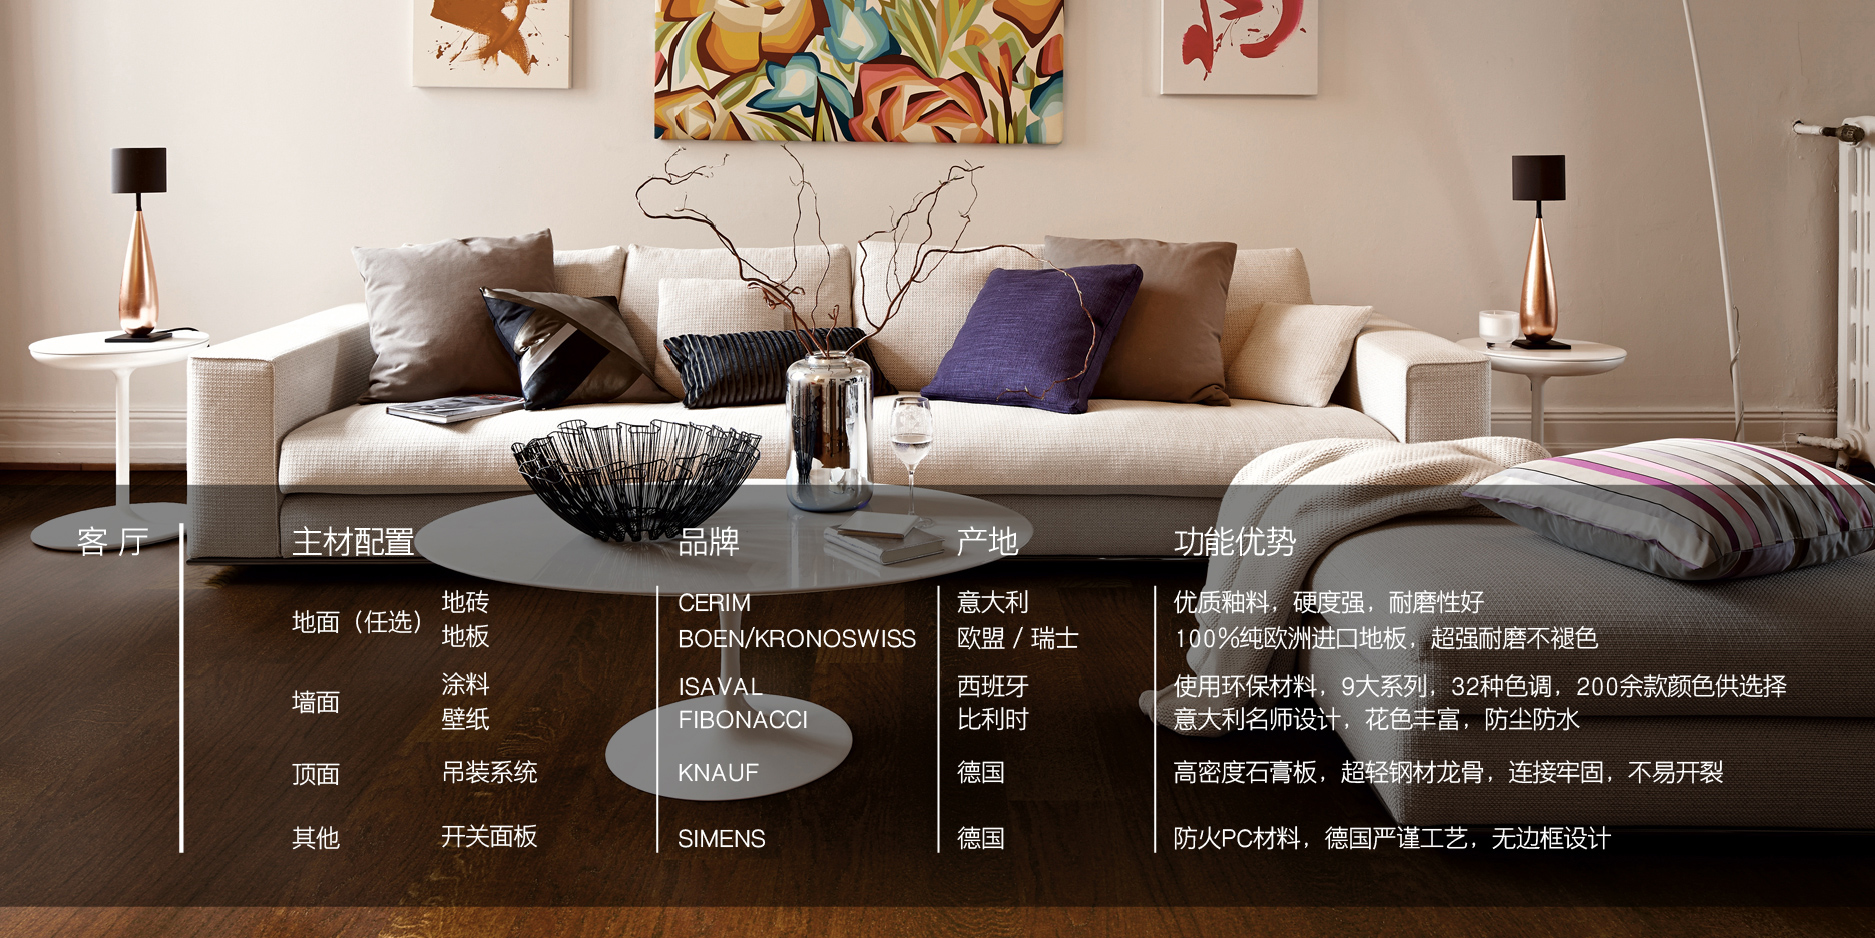 客厅 主材配置 品牌 产地 功能优势
地面（任选） 地砖 CERIM 意大利 优质釉料，硬度强，耐磨性好
地板 BOEN/KRONOSWISS 欧盟 / 瑞士 100%纯欧洲进口地板，超强耐磨不褪色
墙面 涂料 ISAVAL 西班牙 使用环保材料，9大系列，32种色调，200余款颜色供选择
壁纸 FIBONACCI 比利时 意大利名师设计，花色丰富，防尘防水
顶面 吊装系统 KNAUF 德国 高密度石膏板，超轻钢材龙骨，连接牢固，不易开裂
其他 开关面板 SIMENS 德国 防火PC材料，德国严谨工艺，无边框设计